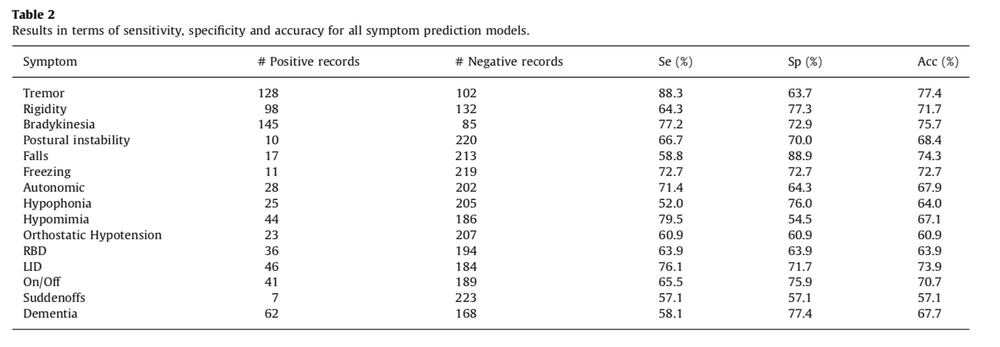 Table 2
Results in terms of sensitivity, specificity and accuracy for all symptom prediction models.
Symptom # Positive records # Negative records Se (%) Sp (%) Acc (%)
Tremor 128 102 88.3 63.7 77.4
Rigidity 98 132 64.3 77.3 71.7
Bradykinesia 145 85 77.2 72.9 75.7
Postural instability 10 220 66.7 70.0 68.4
Falls 17 213 58.8 88.9 74.3
Freezing 11 219 72.7 72.7 72.7
Autonomic 28 202 71.4 64.3 67.9
Hypophonia 25 205 52.0 76.0 64.0
Hypomimia 44 186 79.5 54.5 67.1
Orthostatic Hypotension 23 207 60.9 60.9 60.9
RBD 36 194 63.9 63.9 63.9
LID 46 184 76.1 71.7 73.9
On/Off 41 189 65.5 75.9 70.7
Suddenoffs 7 223 57.1 57.1 57.1
Dementia 62 168 58.1 77.4 67.7